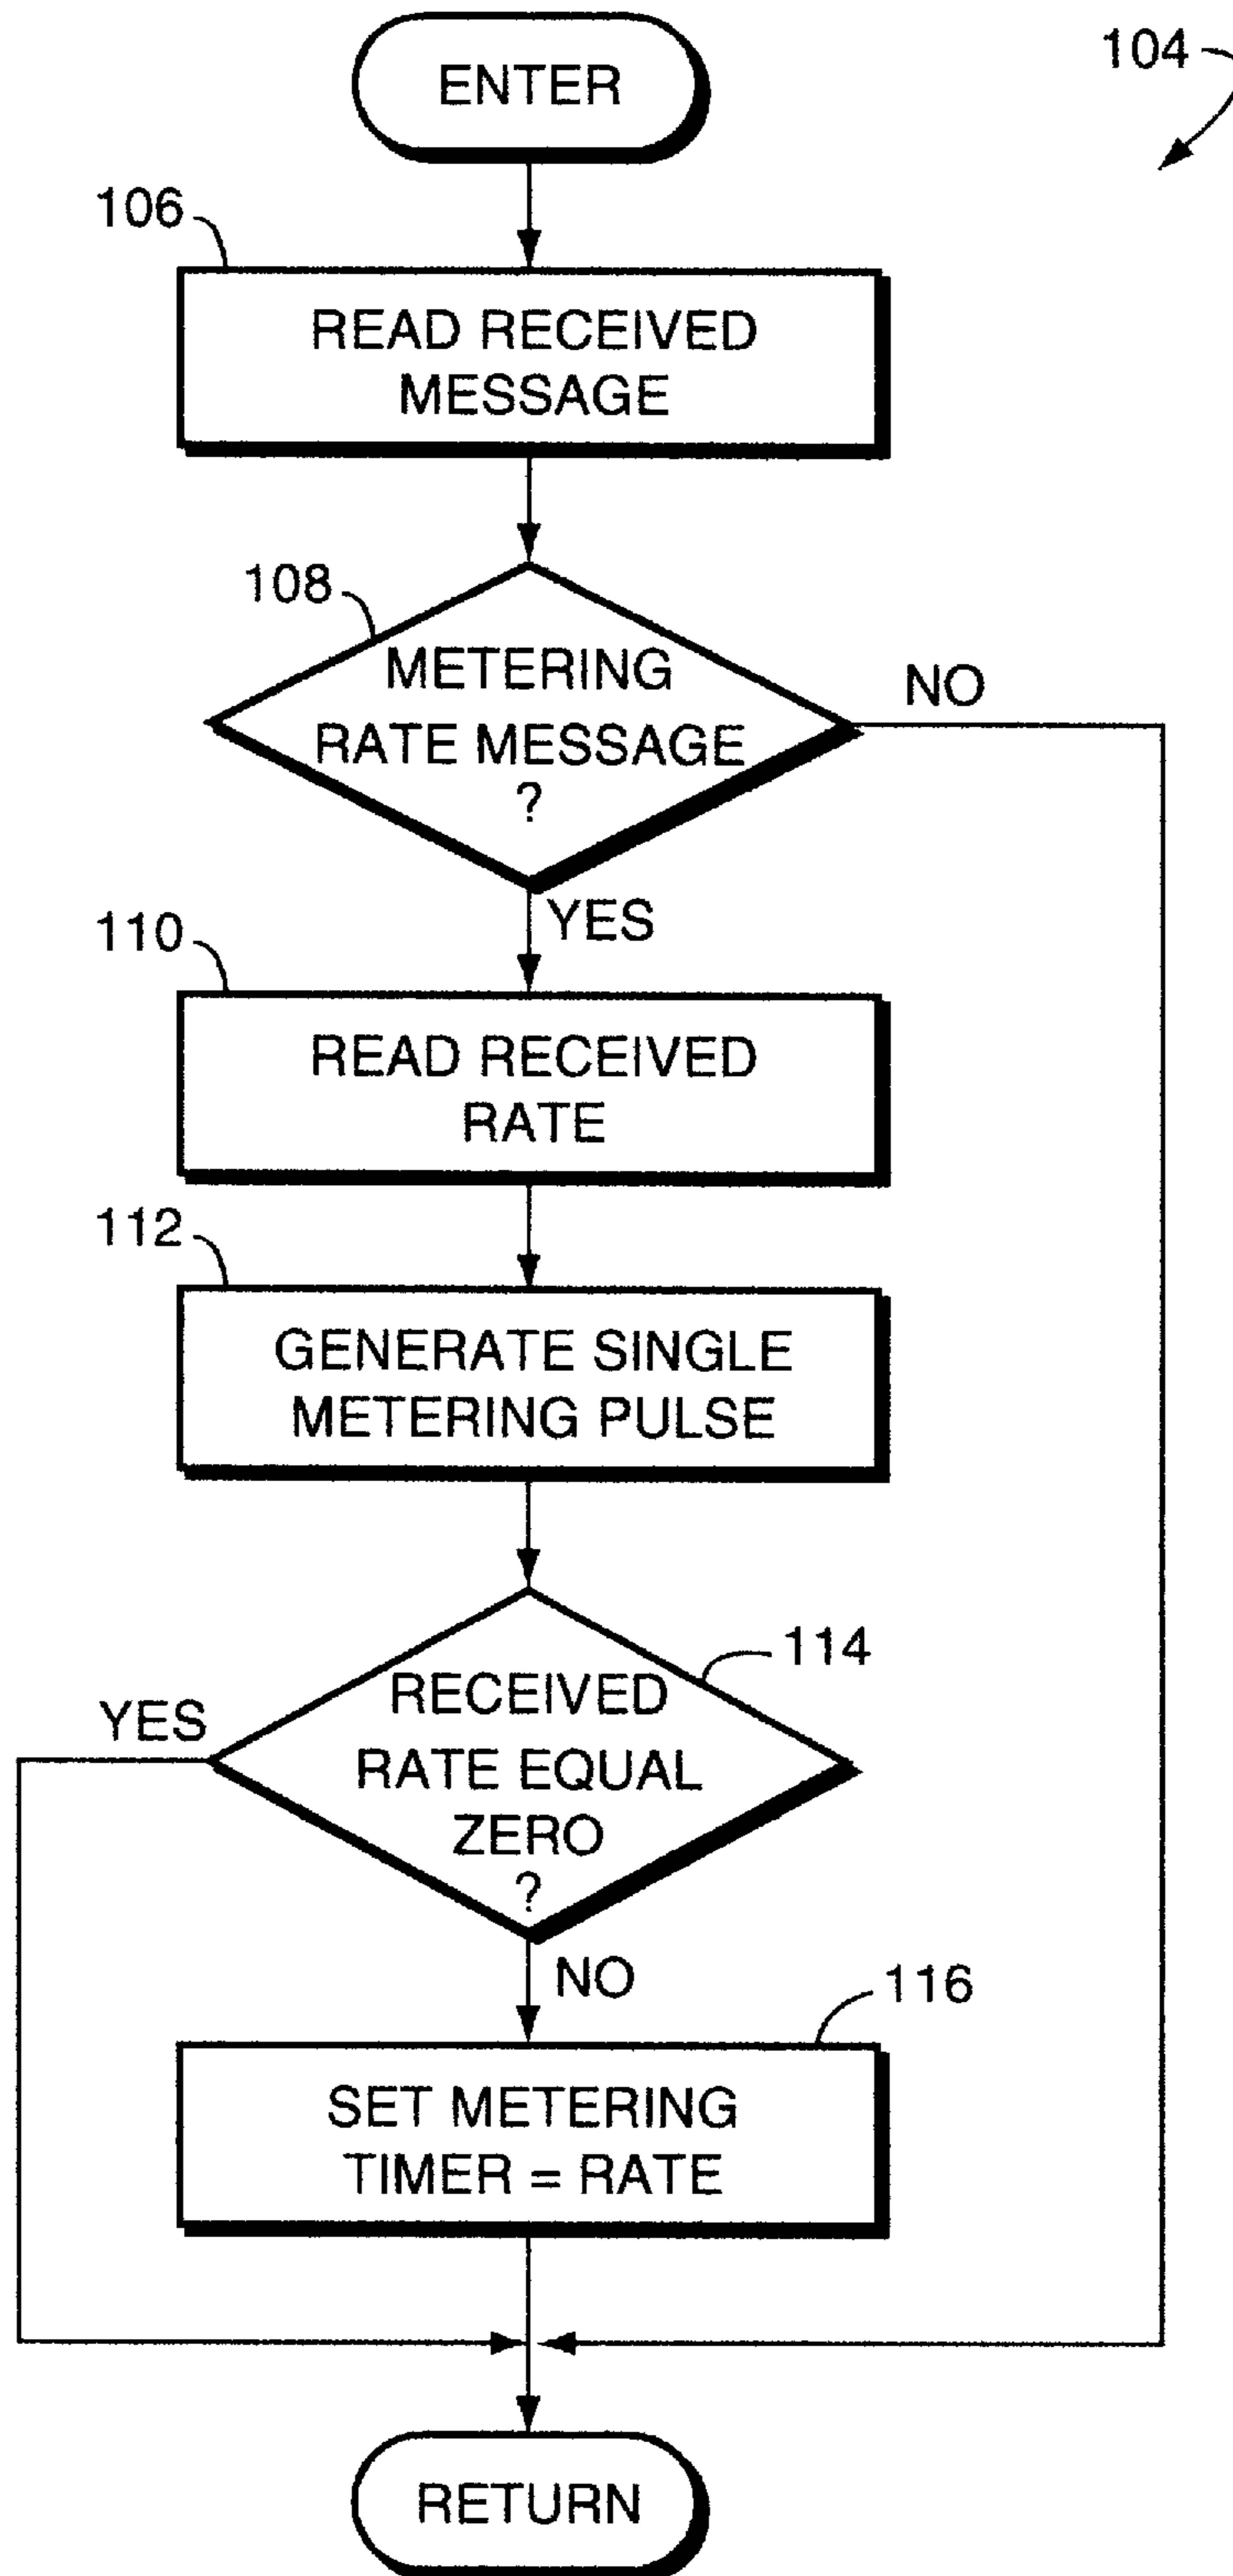 ENTER
104
106
READ RECEIVED
MESSAGE
108
METERING
RATE MESSAGE
?
NO
YES
110
READ RECEIVED
RATE
112
GENERATE SINGLE
METERING PULSE
114
RECEIVED
RATE EQUAL
ZERO
?
YES
NO
116
SET METERING
TIMER = RATE
RETURN